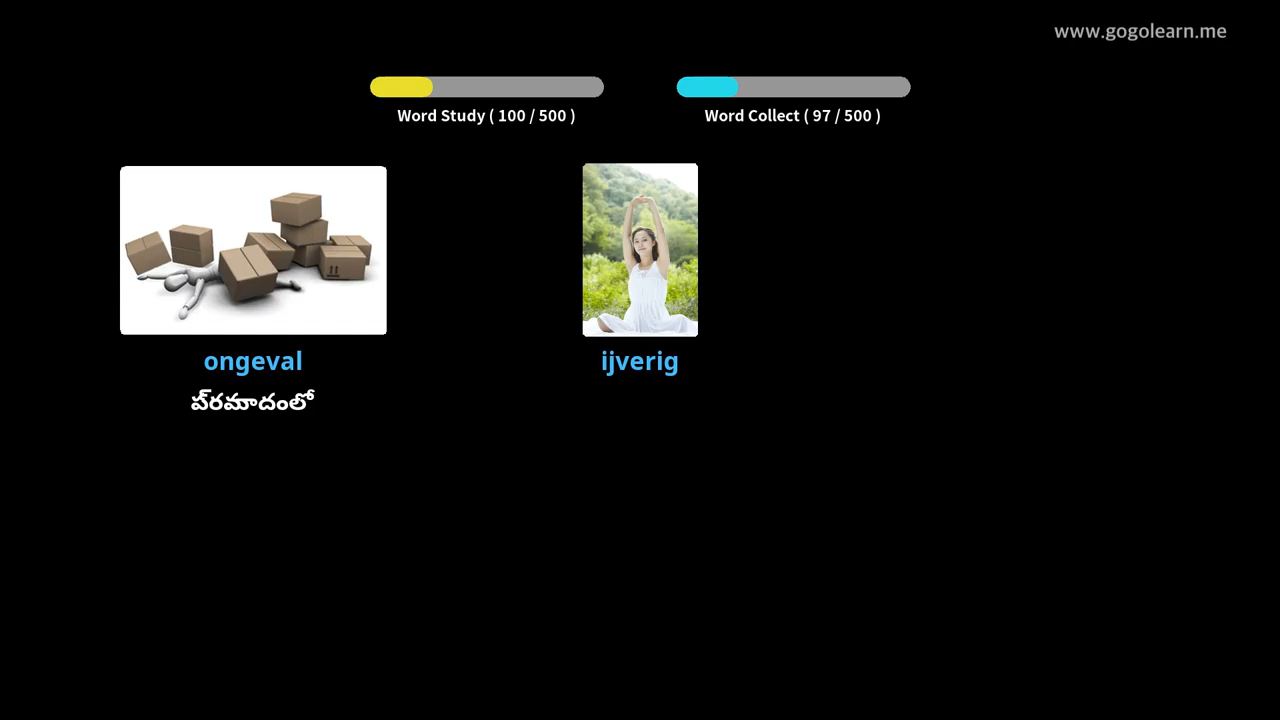 www.gogolearn.me
Word Study ( 100 / 500 )
Word Collect ( 97 / 500 )
ongeval
ijverig
ప్రమాదంలో